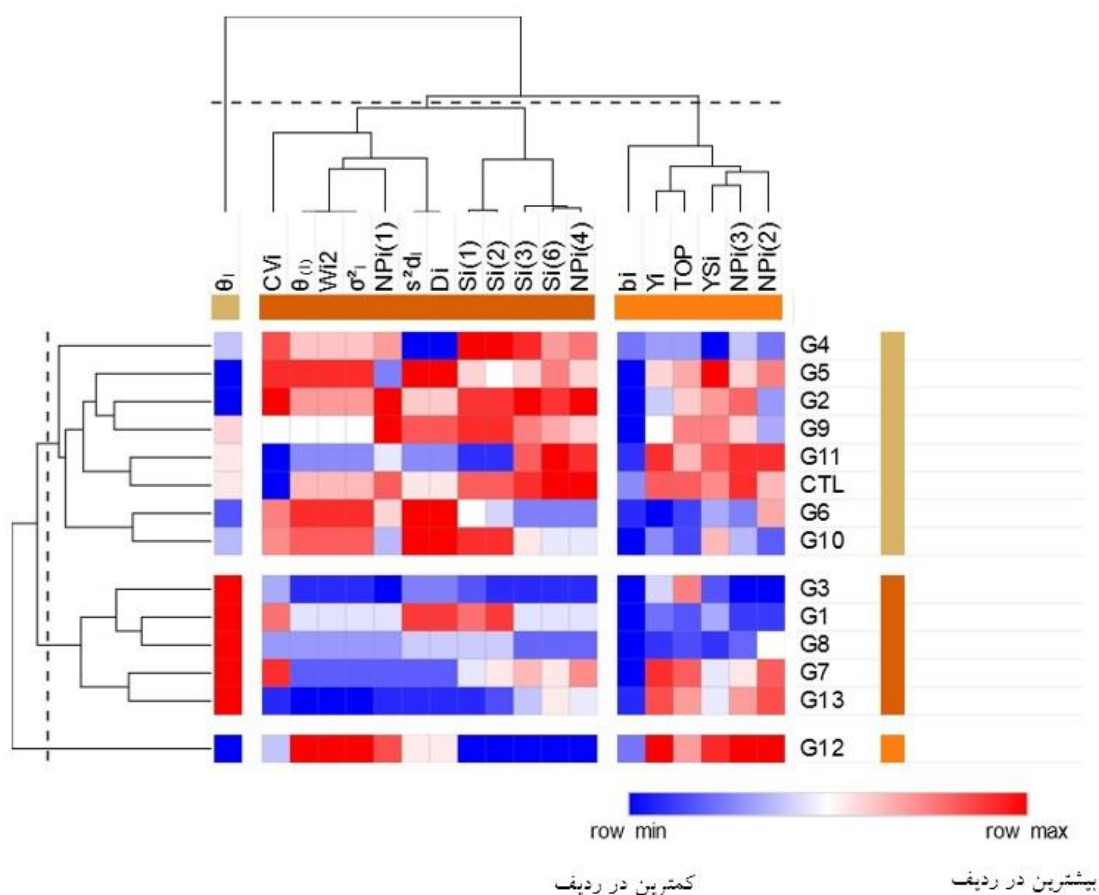 θᵢ CVi θ₍ᵢ₎ Wi2 σ²ᵢ NPi(1) s²dᵢ Di Si(1) Si(2) Si(3) Si(6) NPi(4) bi Yi TOP YSi NPi(3) NPi(2)
G4
G5
G2
G9
G11
CTL
G6
G10
G3
G1
G8
G7
G13
G12
row min row max
کمترین در ردیف بیشترین در ردیف